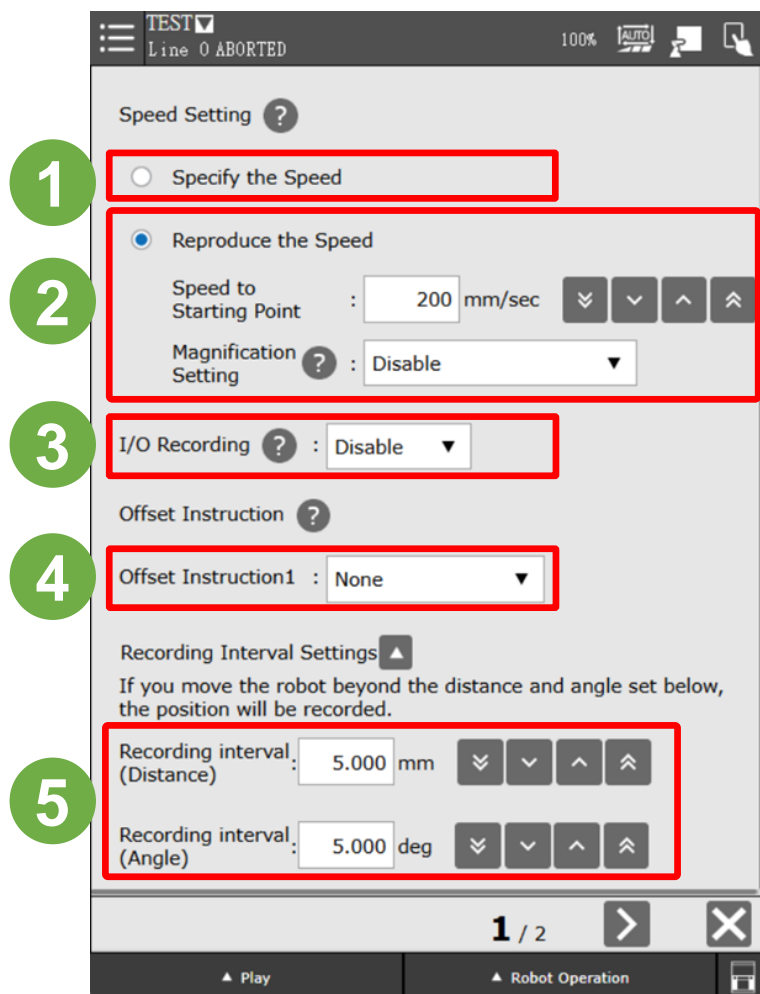 TEST
Line 0 ABORTED
100%
AUTO
Speed Setting ?
1
Specify the Speed
2
Reproduce the Speed
Speed to
Starting Point : 200 mm/sec
Magnification
Setting ? : Disable
3
I/O Recording ? : Disable
Offset Instruction ?
4
Offset Instruction1 : None
Recording Interval Settings
If you move the robot beyond the distance and angle set below,
the position will be recorded.
5
Recording interval
(Distance) : 5.000 mm
Recording interval
(Angle) : 5.000 deg
1 / 2
Play
Robot Operation